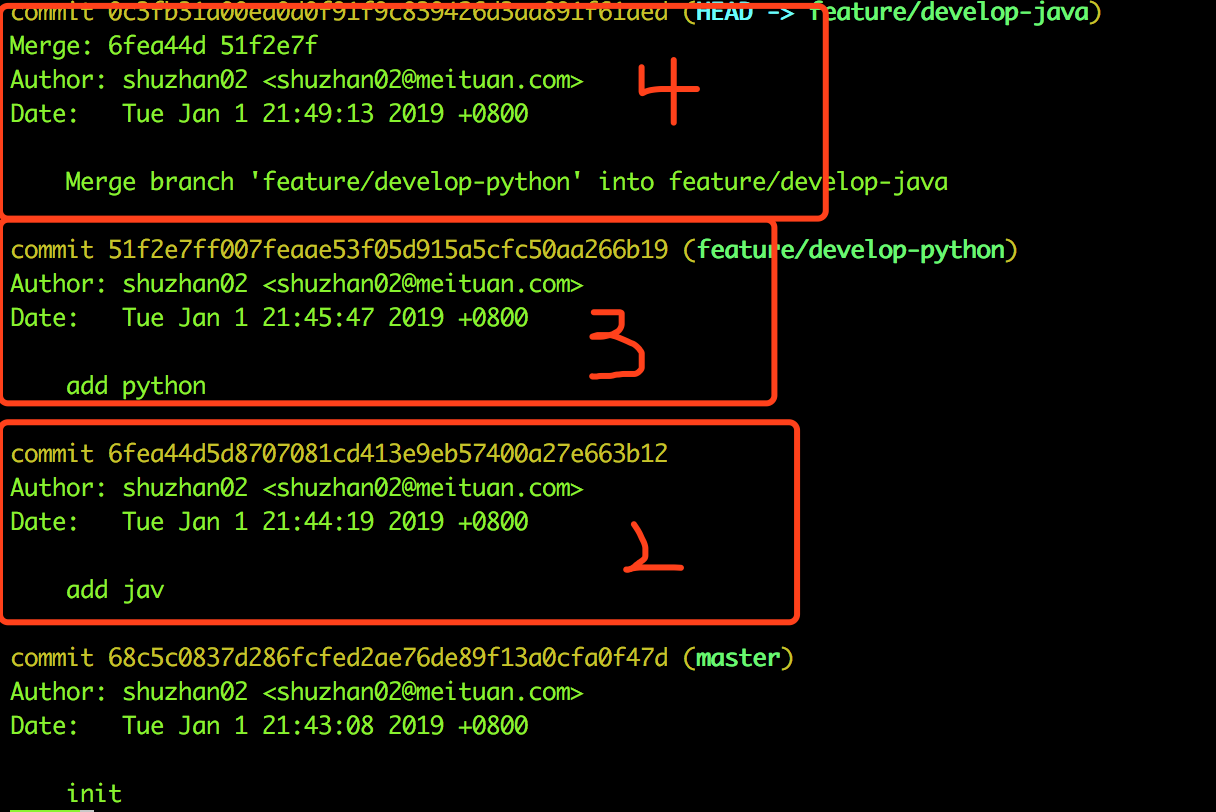 commit 0c3fb31a00ea0d0f91f9c839426d3aa891f61ded (HEAD -> feature/develop-java)
Merge: 6fea44d 51f2e7f
Author: shuzhan02 <shuzhan02@meituan.com>
4
Date:   Tue Jan 1 21:49:13 2019 +0800
Merge branch 'feature/develop-python' into feature/develop-java
commit 51f2e7ff007feaae53f05d915a5cfc50aa266b19 (feature/develop-python)
Author: shuzhan02 <shuzhan02@meituan.com>
Date:   Tue Jan 1 21:45:47 2019 +0800
3
add python
commit 6fea44d5d8707081cd413e9eb57400a27e663b12
Author: shuzhan02 <shuzhan02@meituan.com>
Date:   Tue Jan 1 21:44:19 2019 +0800
2
add jav
commit 68c5c0837d286fcfed2ae76de89f13a0cfa0f47d (master)
Author: shuzhan02 <shuzhan02@meituan.com>
Date:   Tue Jan 1 21:43:08 2019 +0800
init